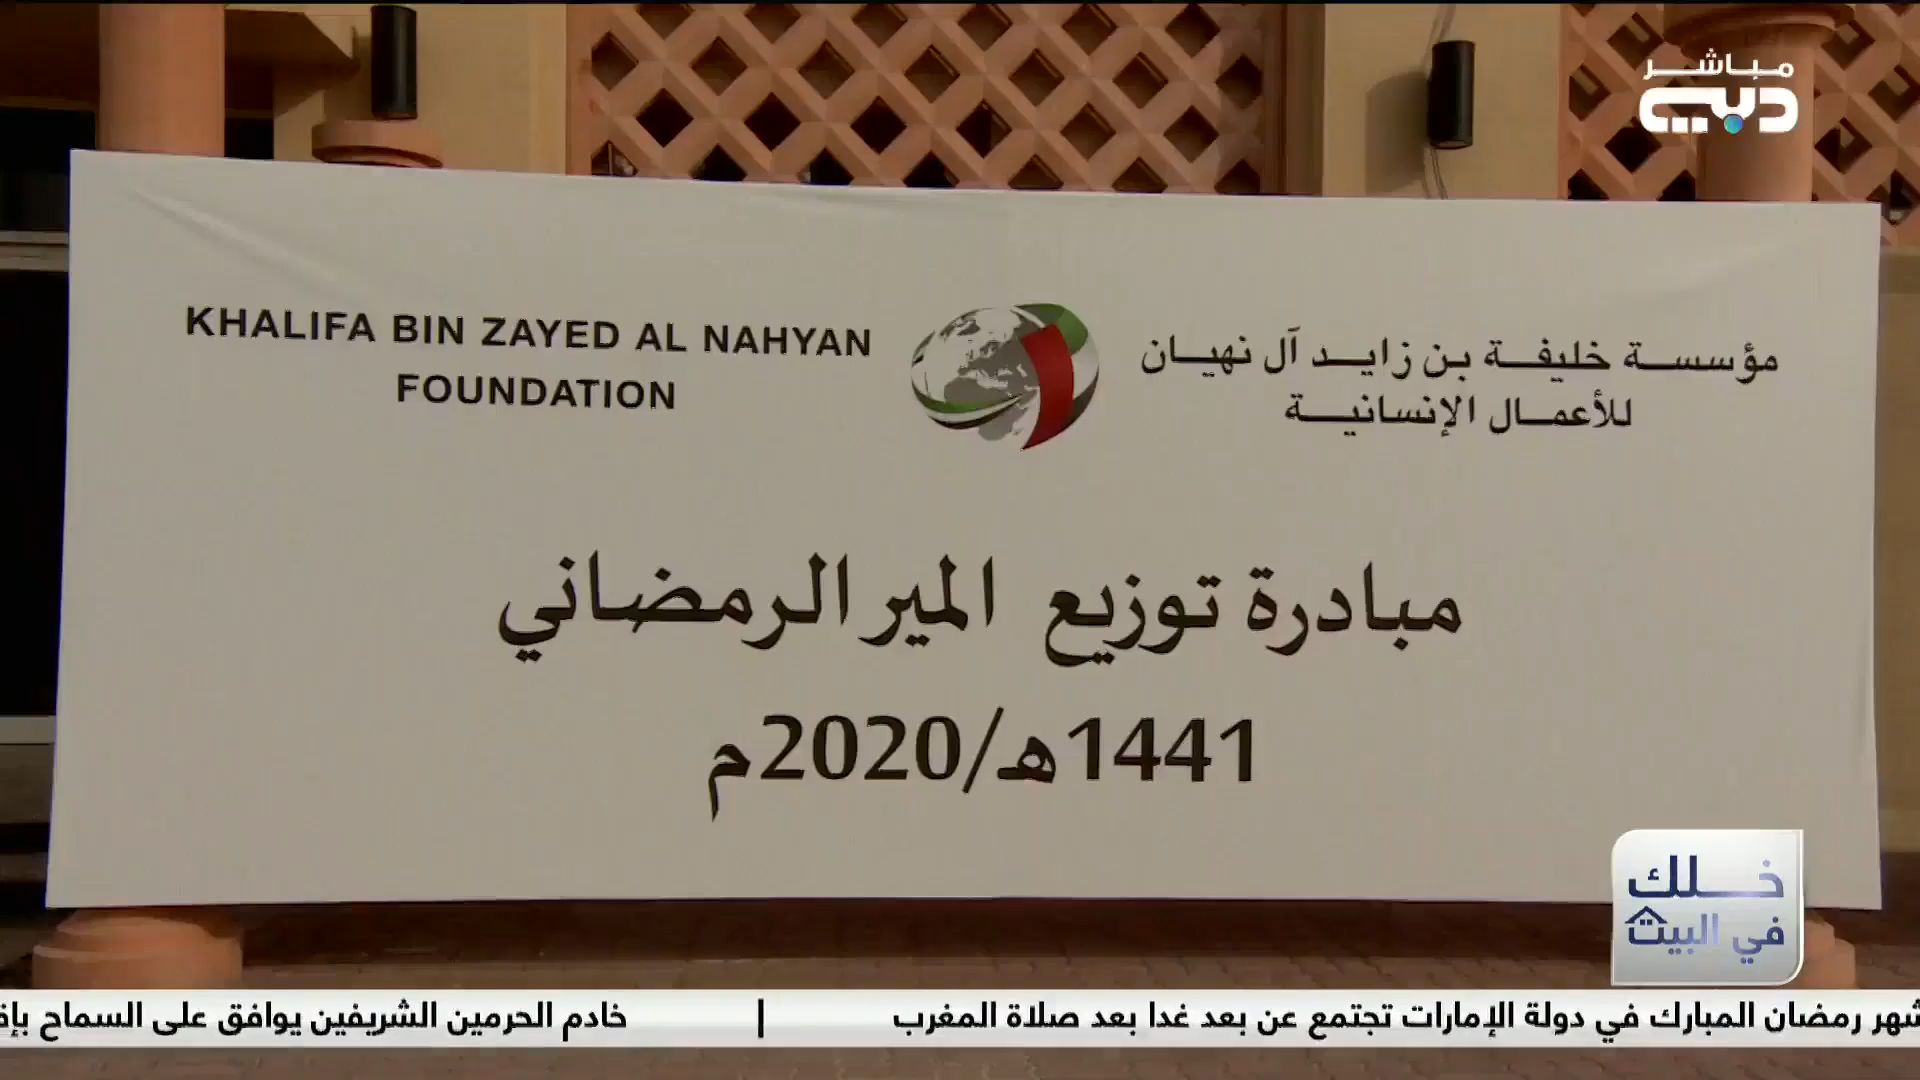 مباشر
دبي
KHALIFA BIN ZAYED AL NAHYAN
FOUNDATION
مؤسسة خليفة بن زايد آل نهيان
للأعمال الإنسانية
مبادرة توزيع المير الرمضاني
1441هـ/2020م
خلك
في البيت
شهر رمضان المبارك في دولة الإمارات تجتمع عن بعد غدا بعد صلاة المغرب | خادم الحرمين الشريفين يوافق على السماح